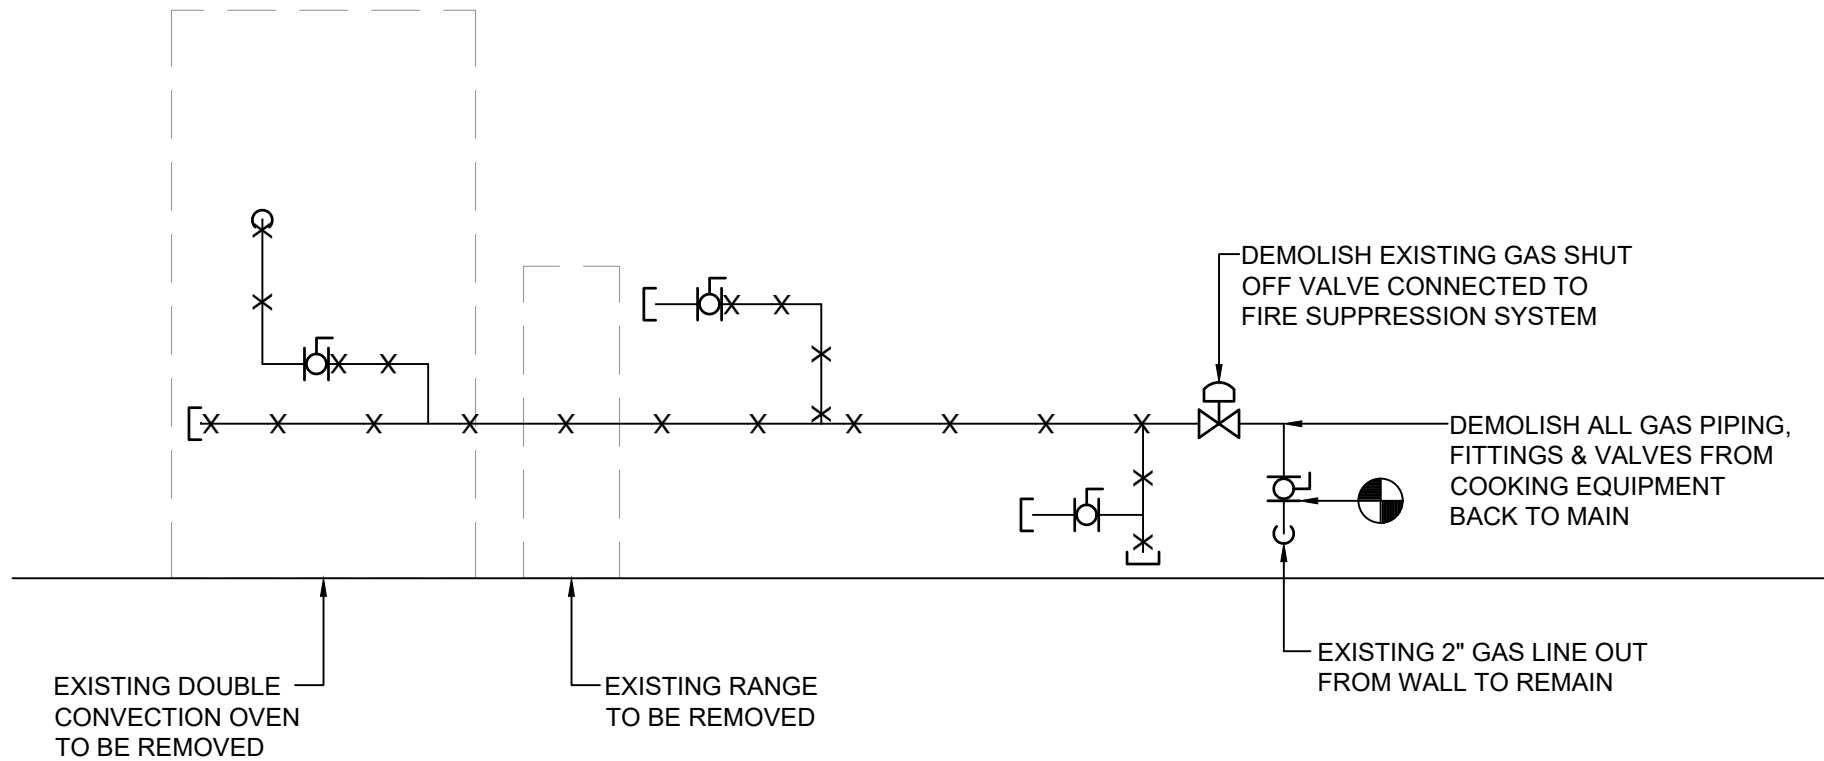 DEMOLISH EXISTING GAS SHUT
OFF VALVE CONNECTED TO
FIRE SUPPRESSION SYSTEM
DEMOLISH ALL GAS PIPING,
FITTINGS & VALVES FROM
COOKING EQUIPMENT
BACK TO MAIN
EXISTING DOUBLE
CONVECTION OVEN
TO BE REMOVED
EXISTING RANGE
TO BE REMOVED
EXISTING 2" GAS LINE OUT
FROM WALL TO REMAIN